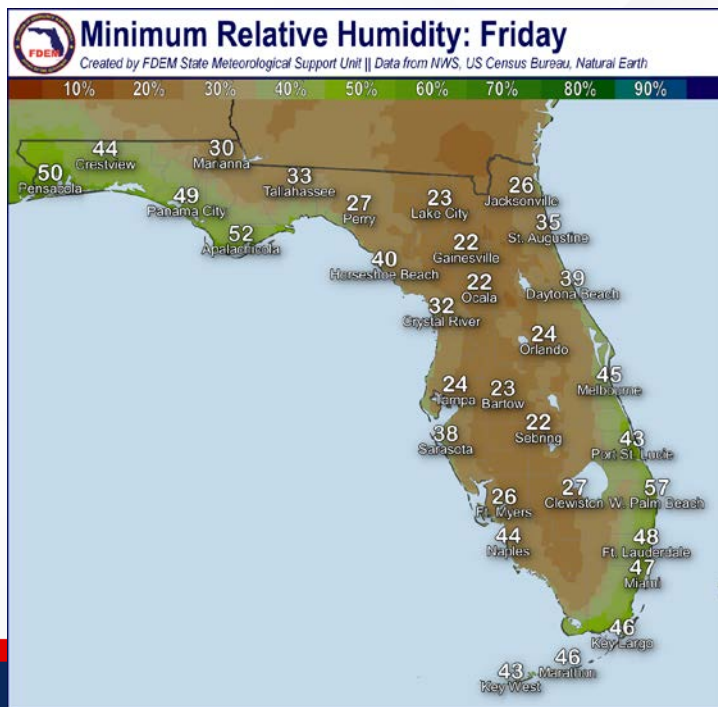 FDEM
Minimum Relative Humidity: Friday
Created by FDEM State Meteorological Support Unit || Data from NWS, US Census Bureau, Natural Earth
10% 20% 30% 40% 50% 60% 70% 80% 90%
44
Crestview
30
Marianna
50
Pensacola
33
Tallahassee
49
Panama City
27
Perry
23
Lake City
26
Jacksonville
35
St. Augustine
52
Apalachicola
40
Horseshoe Beach
22
Gainesville
22
Ocala
39
Daytona Beach
32
Crystal River
24
Orlando
24
Tampa
23
Bartow
45
Melbourne
38
Sarasota
22
Sebring
43
Port St. Lucie
26
Ft. Myers
27
Clewiston
57
W. Palm Beach
44
Naples
48
Ft. Lauderdale
47
Miami
46
Key Largo
46
Marathon
43
Key West